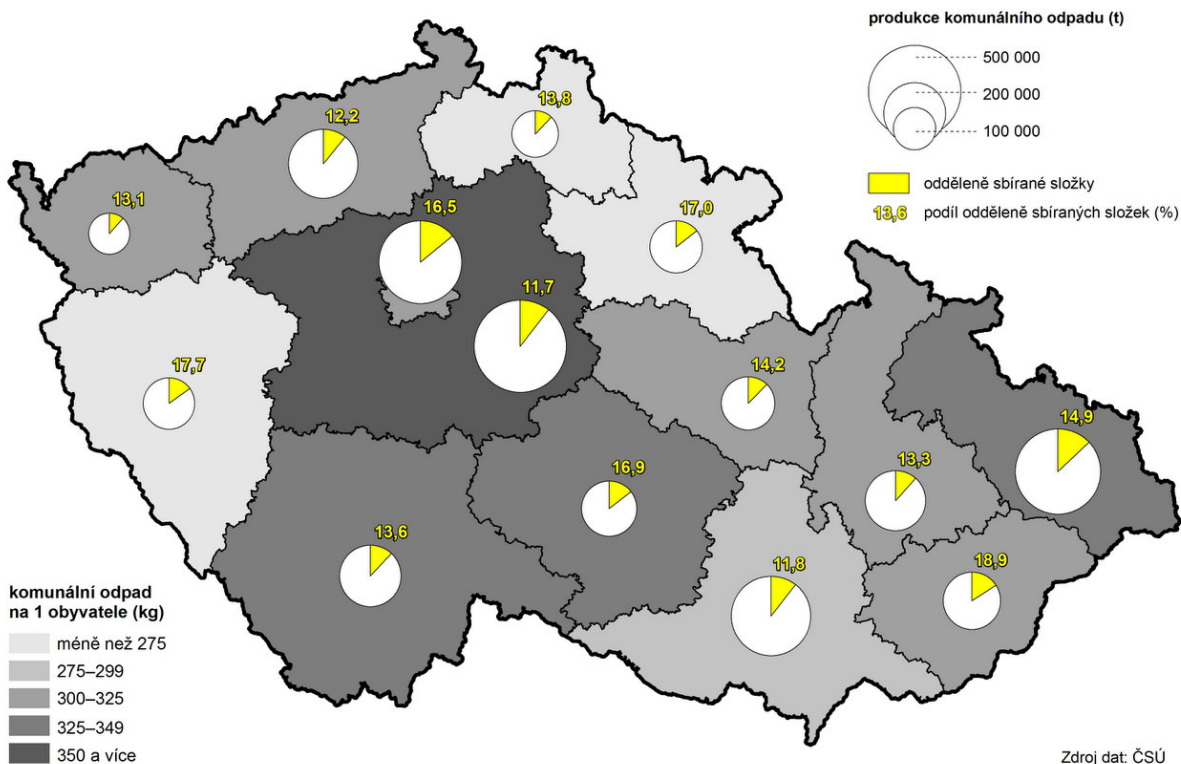 produkce komunálního odpadu (t)
500 000
200 000
100 000
odděleně sbírané složky
13,6 podíl odděleně sbíraných složek (%)
13,8
12,2
13,1
16,5
17,0
11,7
17,7
14,2
14,9
16,9
13,3
13,6
11,8
18,9
komunální odpad
na 1 obyvatele (kg)
méně než 275
275–299
300–325
325–349
350 a více
Zdroj dat: ČSÚ